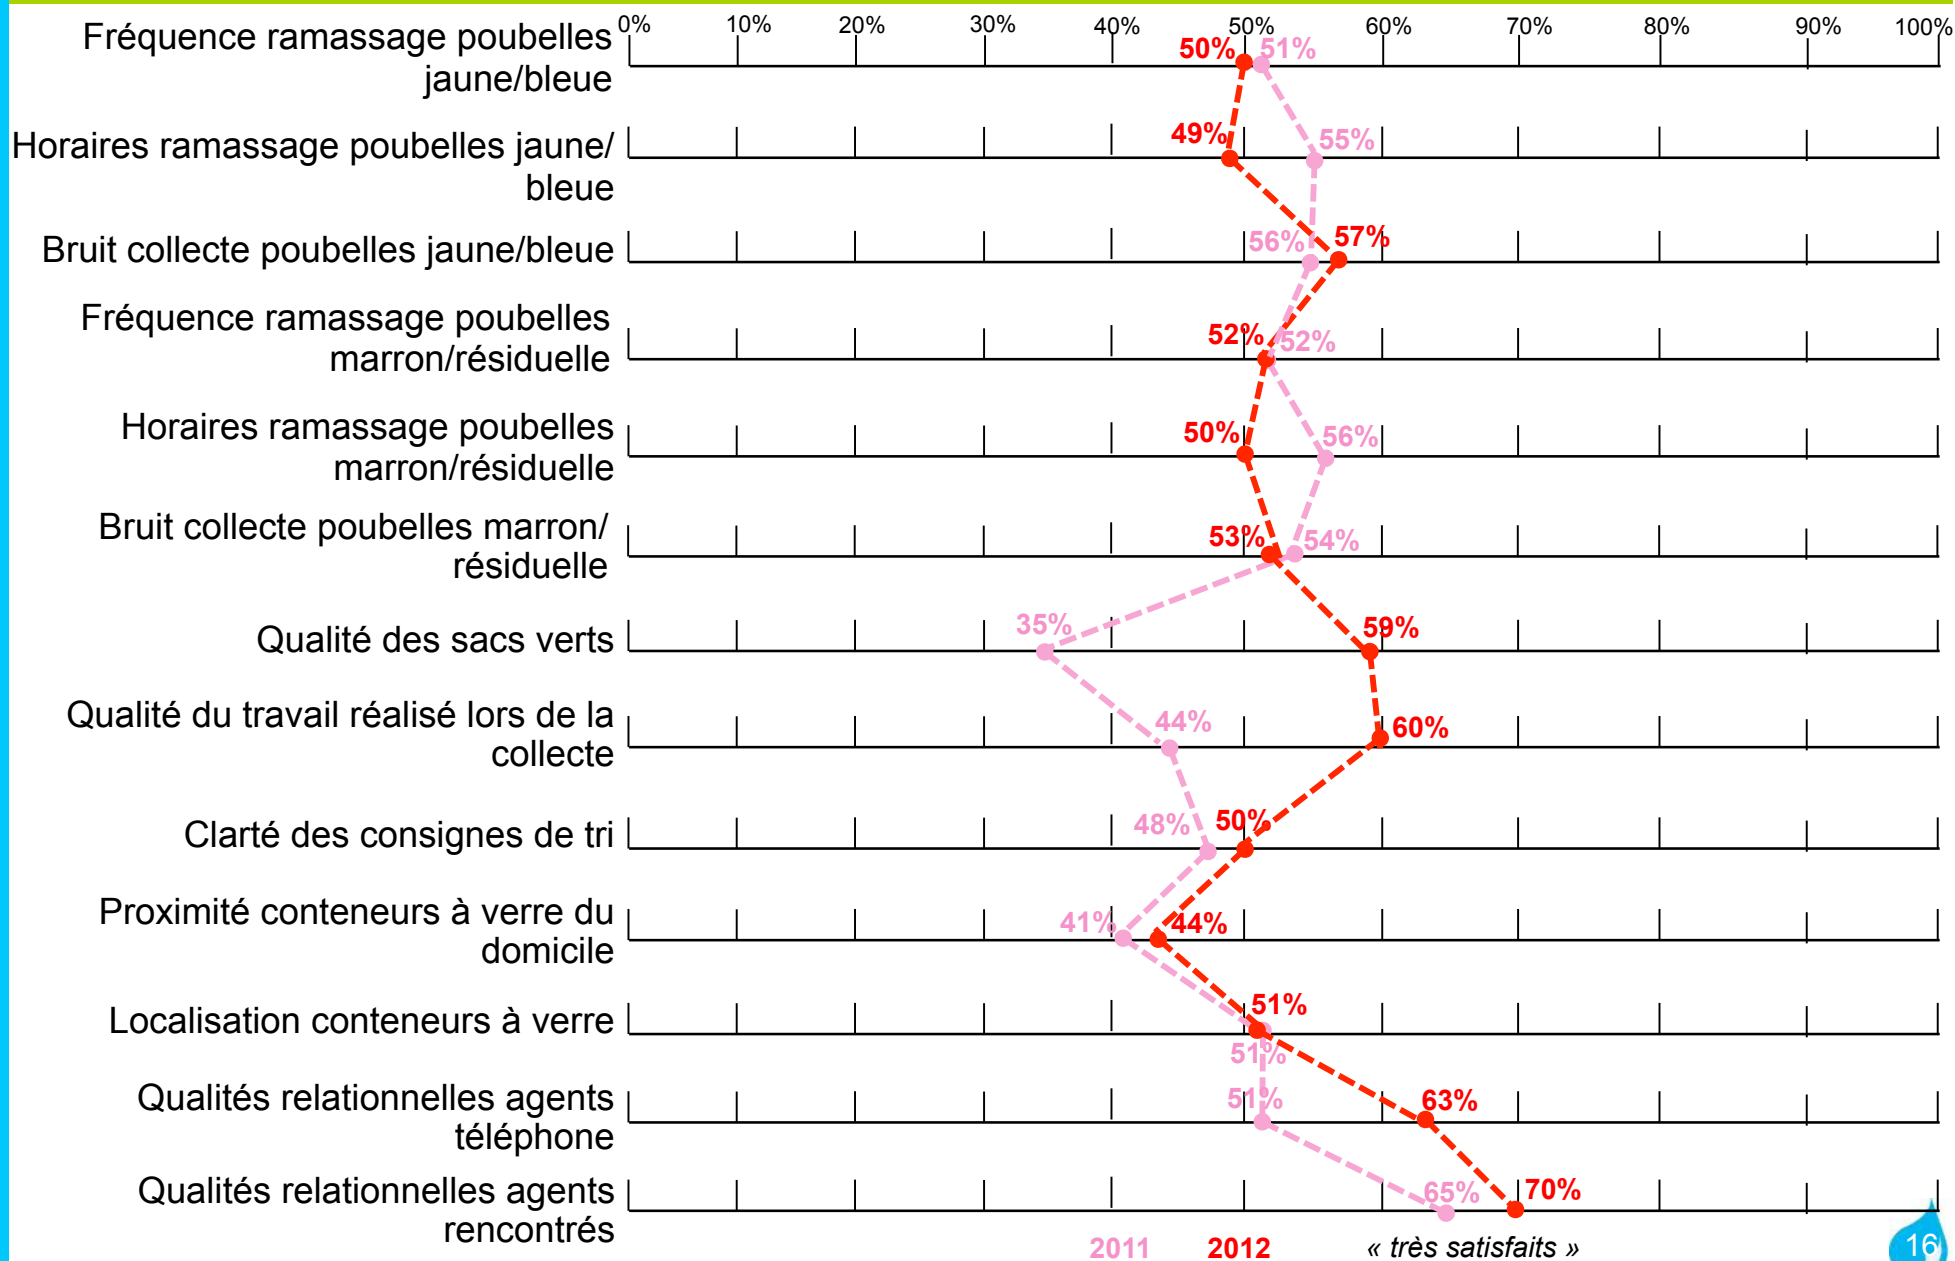 0% 10% 20% 30% 40% 50% 60% 70% 80% 90% 100%
Fréquence ramassage poubelles
jaune/bleue
50% 51%
Horaires ramassage poubelles jaune/
bleue
49% 55%
Bruit collecte poubelles jaune/bleue
56% 57%
Fréquence ramassage poubelles
marron/résiduelle
52% 52%
Horaires ramassage poubelles
marron/résiduelle
50% 56%
Bruit collecte poubelles marron/
résiduelle
53% 54%
Qualité des sacs verts
35% 59%
Qualité du travail réalisé lors de la
collecte
44% 60%
Clarté des consignes de tri
48% 50%
Proximité conteneurs à verre du
domicile
41% 44%
Localisation conteneurs à verre
51%
51%
Qualités relationnelles agents
téléphone
51% 63%
Qualités relationnelles agents
rencontrés
65% 70%
2011 2012 « très satisfaits »
16